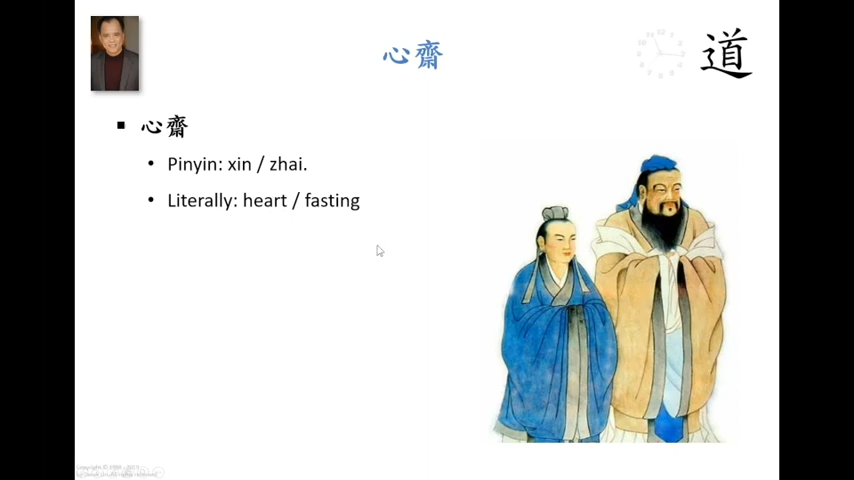 心齋
道
心齋
Pinyin: xin / zhai.
Literally: heart / fasting